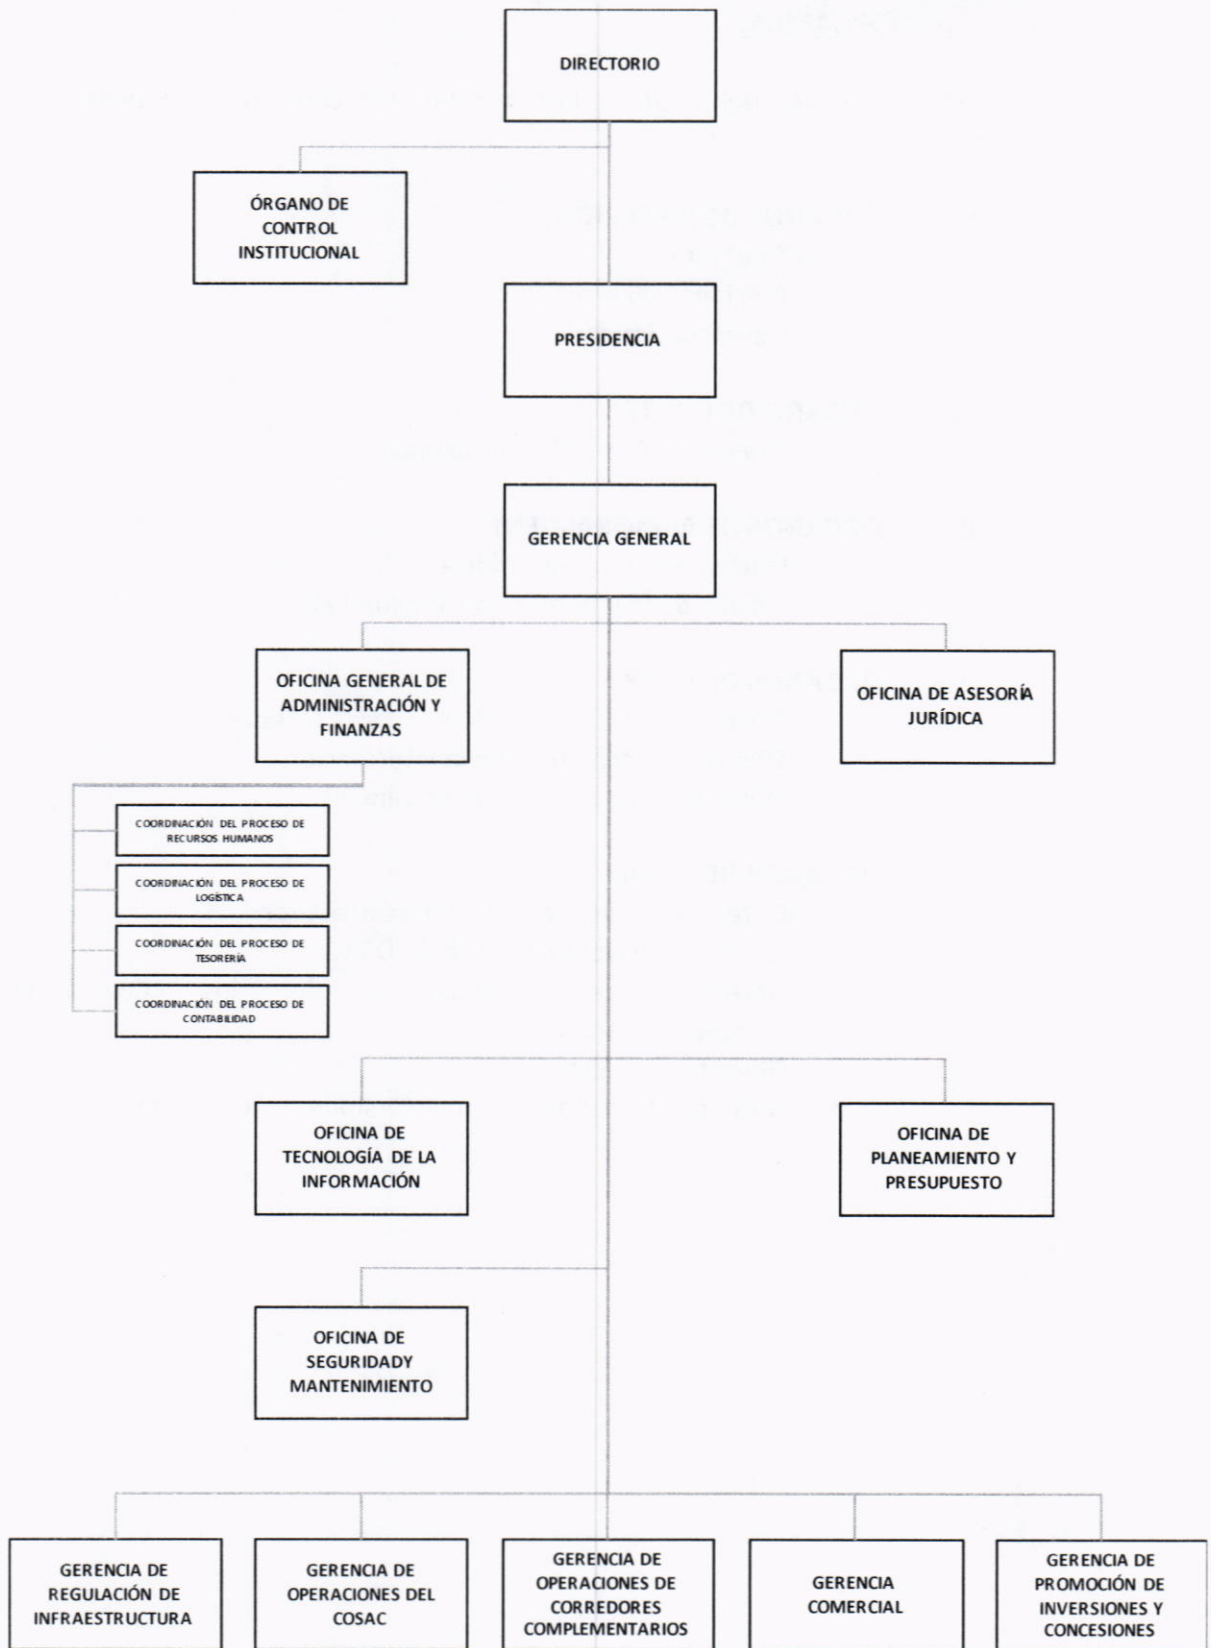 DIRECTORIO
ÓRGANO DE
CONTROL
INSTITUCIONAL
PRESIDENCIA
GERENCIA GENERAL
OFICINA GENERAL DE
ADMINISTRACIÓN Y
FINANZAS
OFICINA DE ASESORÍA
JURÍDICA
COORDINACIÓN DEL PROCESO DE
RECURSOS HUMANOS
COORDINACIÓN DEL PROCESO DE
LOGÍSTICA
COORDINACIÓN DEL PROCESO DE
TESORERÍA
COORDINACIÓN DEL PROCESO DE
CONTABILIDAD
OFICINA DE
TECNOLOGÍA DE LA
INFORMACIÓN
OFICINA DE
PLANEAMIENTO Y
PRESUPUESTO
OFICINA DE
SEGURIDADY
MANTENIMIENTO
GERENCIA DE
REGULACIÓN DE
INFRAESTRUCTURA
GERENCIA DE
OPERACIONES DEL
COSAC
GERENCIA DE
OPERACIONES DE
CORREDORES
COMPLEMENTARIOS
GERENCIA
COMERCIAL
GERENCIA DE
PROMOCIÓN DE
INVERSIONES Y
CONCESIONES